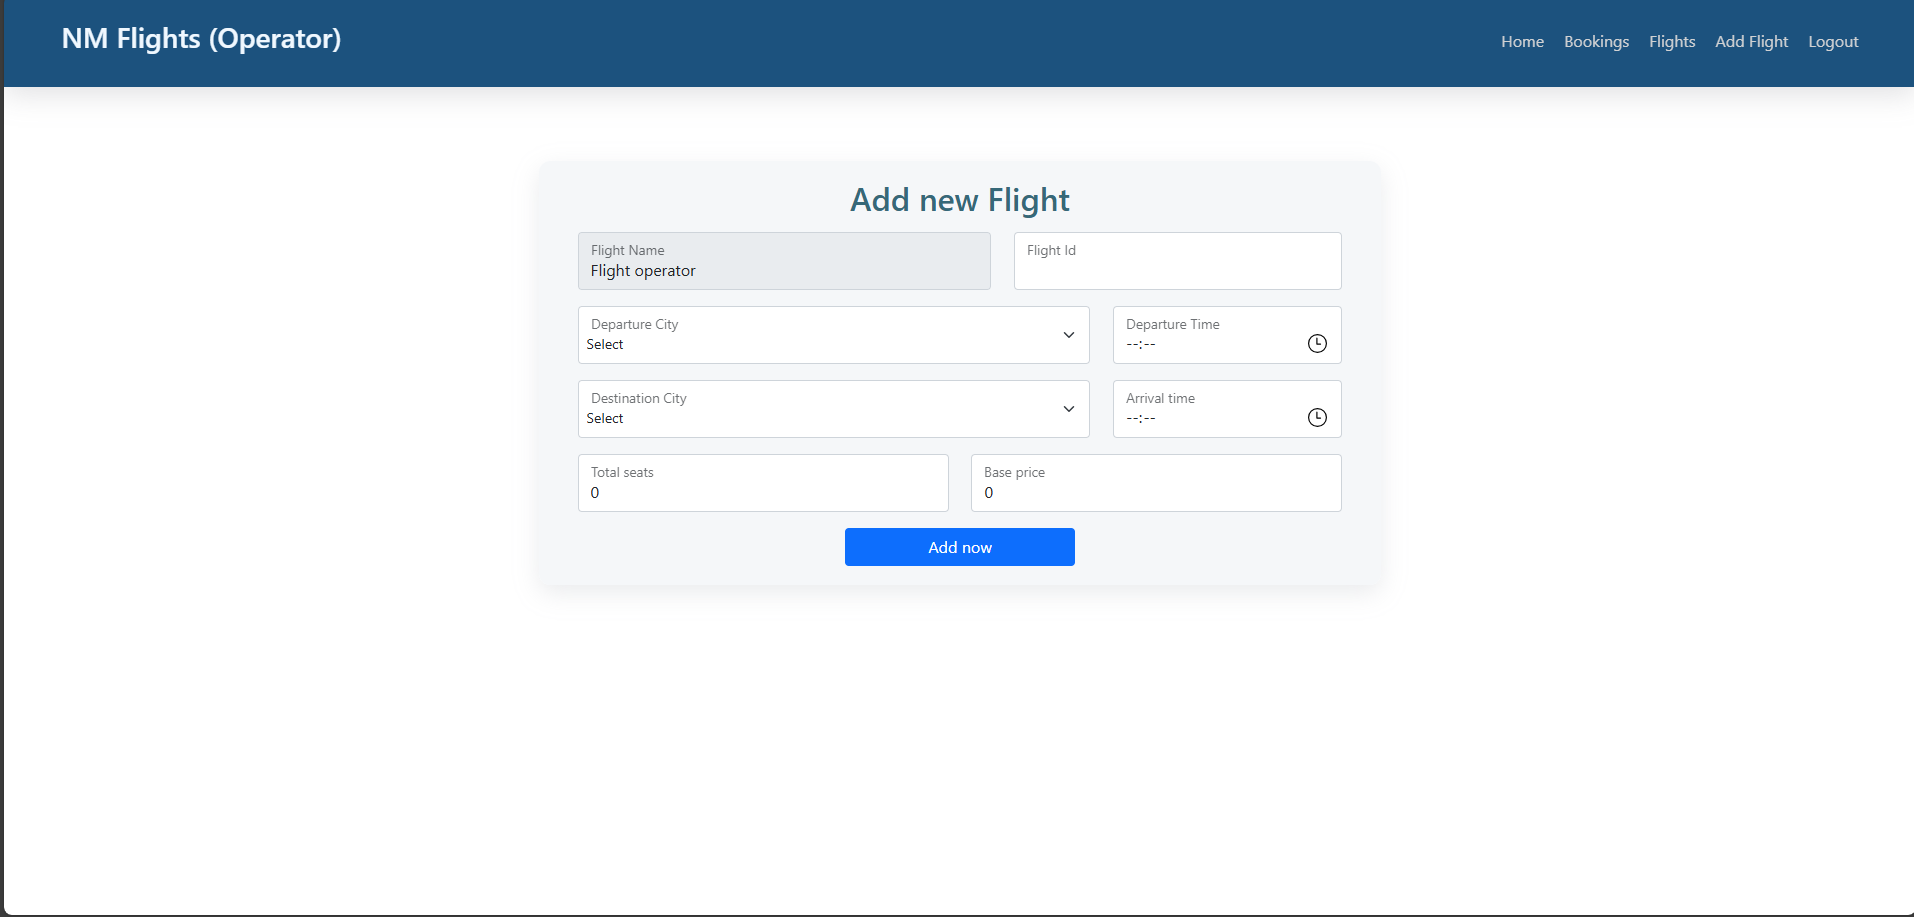 NM Flights (Operator)
Home Bookings Flights Add Flight Logout
Add new Flight
Flight Name
Flight operator
Flight Id
Departure City
Select
Departure Time
--:--
Destination City
Select
Arrival time
--:--
Total seats
0
Base price
0
Add now